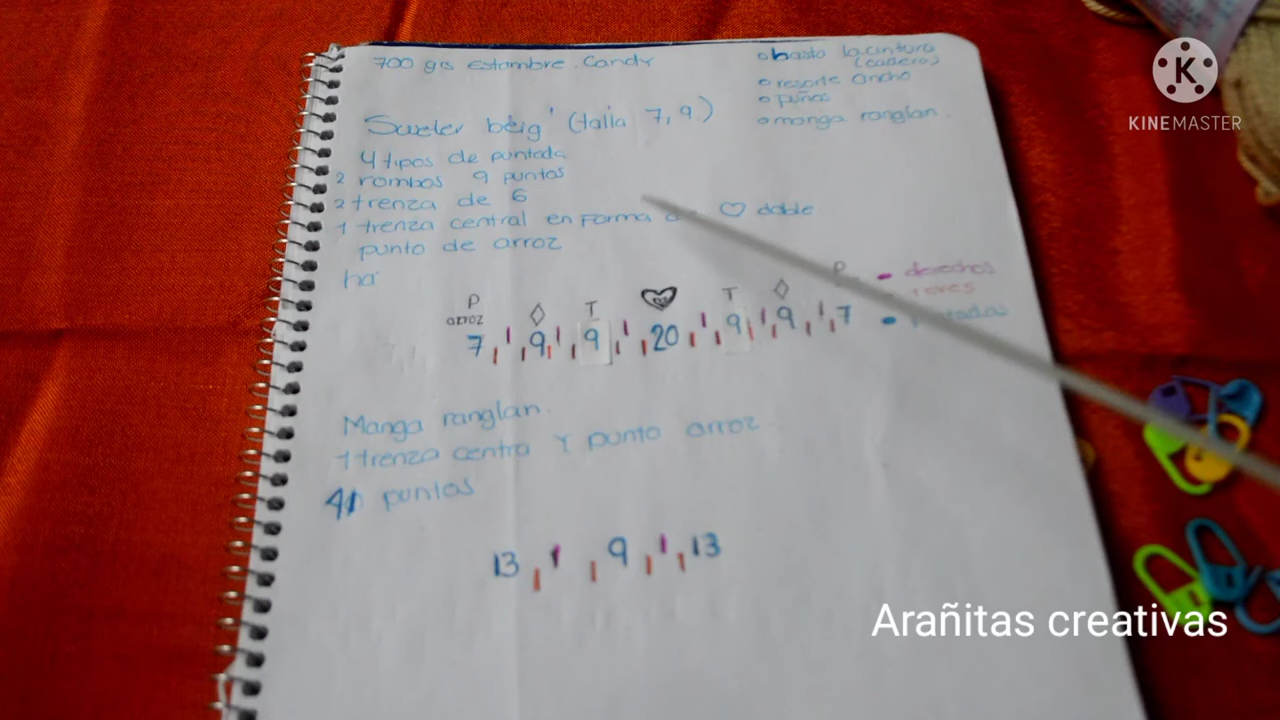 700 grs Estambre Candy
• hasta la cintura
(cadera)
• resorte ancho
• puños
• manga ranglan
Sueter béig' (talla 7,9)
4 tipos de puntada
2 rombos 9 puntos
2 trenza de 6
1 trenza central en forma ♡ doble
punto de arroz
P ◇ T T ◇ P
arroz
7 9 9 20 9 9 7
derechos
Manga ranglan.
1 trenza centra y punto arroz
41 puntos
13 9 13
K
KINEMASTER
Arañitas creativas